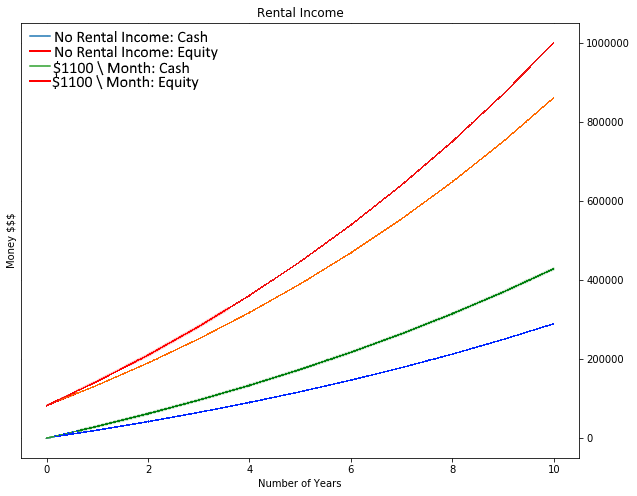 Rental Income
No Rental Income: Cash
No Rental Income: Equity
$1100 \ Month: Cash
$1100 \ Month: Equity
1000000
800000
600000
400000
200000
0
Money $$$
0 2 4 6 8 10
Number of Years